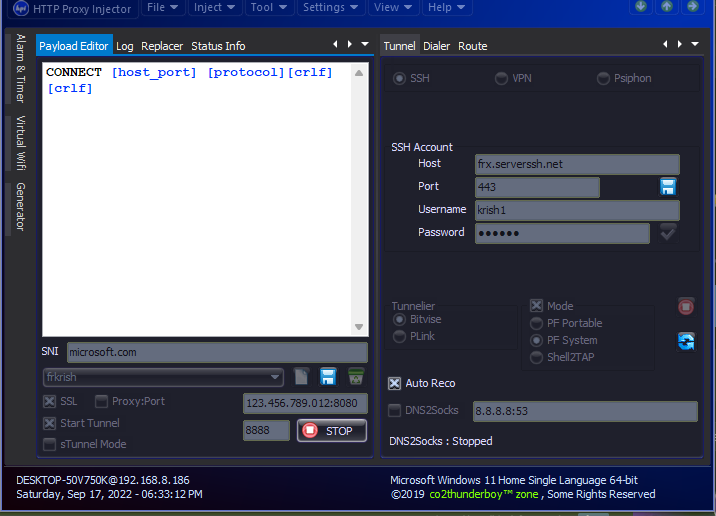 HTTP Proxy Injector File Inject Tool Settings View Help
Alarm & Timer
Virtual Wifi
Generator
Payload Editor Log Replacer Status Info
CONNECT [host_port] [protocol][crlf]
[crlf]
SNI microsoft.com
frkrish
SSL Proxy:Port 123.456.789.012:8080
Start Tunnel 8888 STOP
sTunnel Mode
Tunnel Dialer Route
SSH VPN Psiphon
SSH Account
Host frx.serverssh.net
Port 443
Username krish1
Password ●●●●●●
Tunnelier
Bitvise
PLink
Mode
PF Portable
PF System
Shell2TAP
Auto Reco
DNS2Socks 8.8.8.8:53
DNS2Socks : Stopped
DESKTOP-50V750K@192.168.8.186
Saturday, Sep 17, 2022 - 06:33:12 PM
Microsoft Windows 11 Home Single Language 64-bit
©2019 co2thunderboy™ zone , Some Rights Reserved